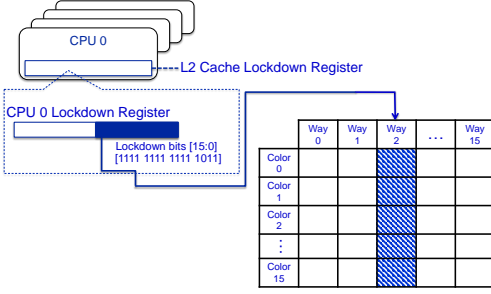 CPU 0
L2 Cache Lockdown Register
CPU 0 Lockdown Register
Lockdown bits [15:0]
[1111 1111 1111 1011]
Way 0
Way 1
Way 2
...
Way 15
Color 0
Color 1
Color 2
⋮
Color 15